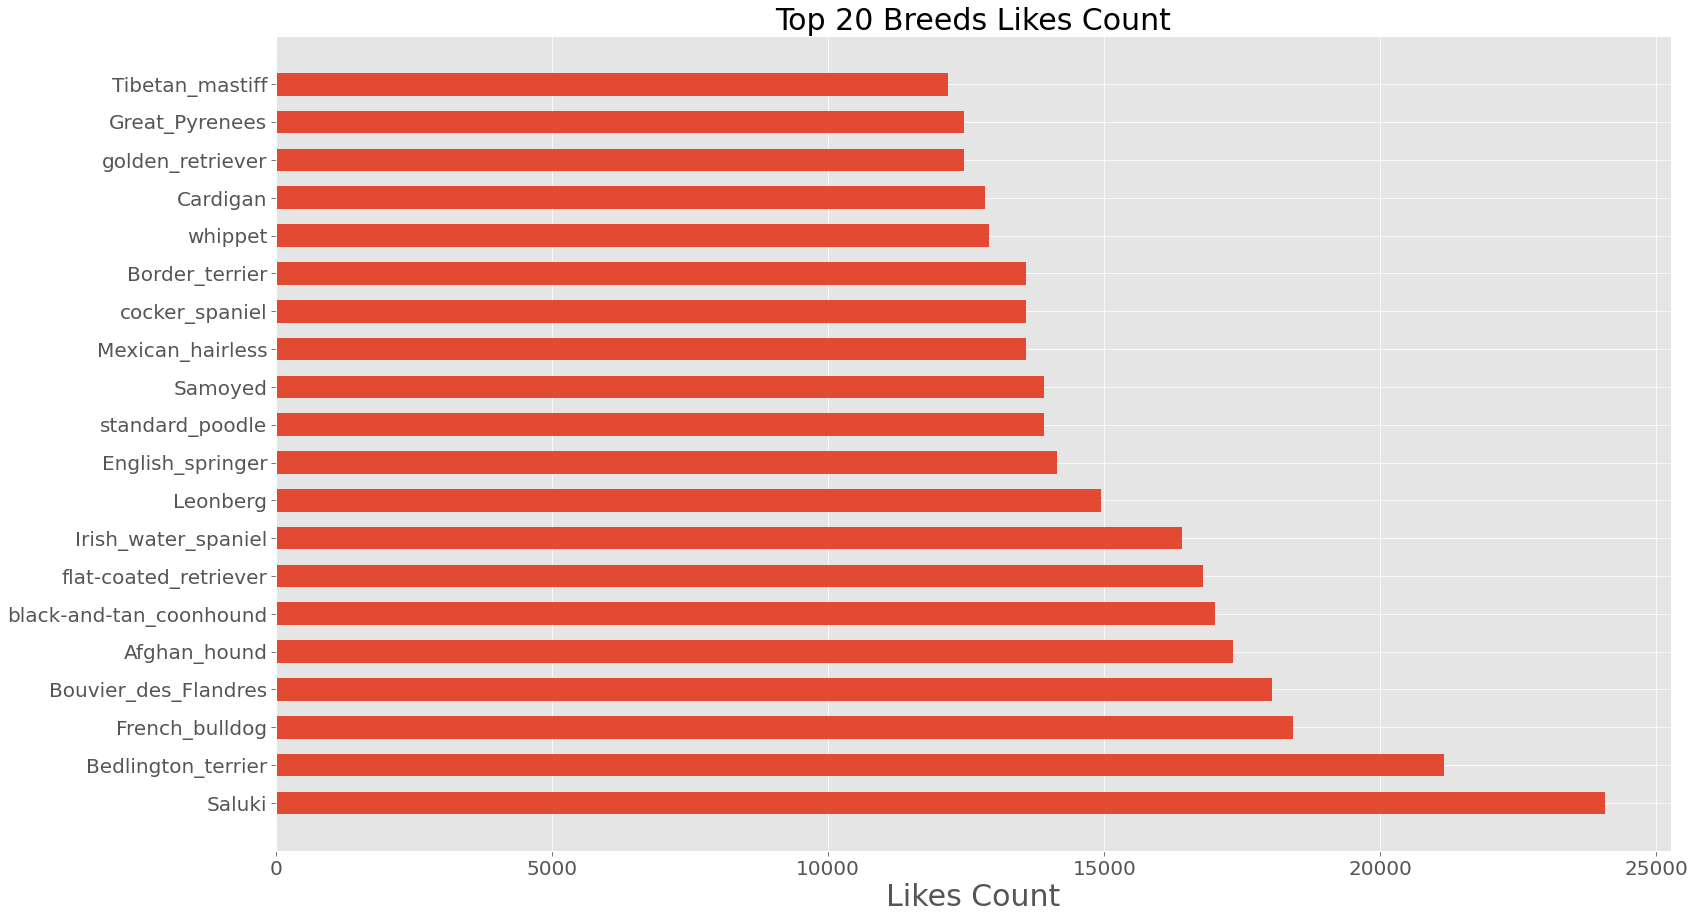 Top 20 Breeds Likes Count
Tibetan_mastiff
Great_Pyrenees
golden_retriever
Cardigan
whippet
Border_terrier
cocker_spaniel
Mexican_hairless
Samoyed
standard_poodle
English_springer
Leonberg
Irish_water_spaniel
flat-coated_retriever
black-and-tan_coonhound
Afghan_hound
Bouvier_des_Flandres
French_bulldog
Bedlington_terrier
Saluki
0 5000 10000 15000 20000 25000
Likes Count